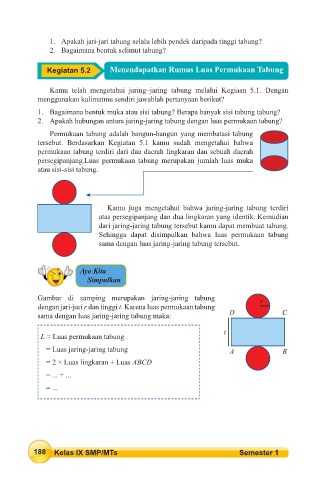 1. Apakah jari-jari tabung selalu lebih pendek daripada tinggi tabung?
2. Bagaimana bentuk selimut tabung?
Kegiatan 5.2 Mendapatkan Rumus Luas Permukaan Tabung
Kamu telah mengetahui jaring–jaring tabung melalui Kegiaan 5.1. Dengan
menggunakan kalimatmu sendiri jawablah pertanyaan berikut?
1. Bagaimana bentuk muka atau sisi tabung? Berapa banyak sisi tabung tabung?
2. Apakah hubungan antara jaring-jaring tabung dengan luas permukaan tabung?
Permukaan tabung adalah bangun-bangun yang membatasi tabung
tersebut. Berdasarkan Kegiatan 5.1 kamu sudah mengetahui bahwa
permukaan tabung terdiri dari dua daerah lingkaran dan sebuah daerah
persegipanjang.Luas permukaan tabung merupakan jumlah luas muka
atau sisi-sisi tabung.
Kamu juga mengetahui bahwa jaring-jaring tabung terdiri
atas persegipanjang dan dua lingkaran yang identik. Kemudian
dari jaring-jaring tabung tersebut kamu dapat membuat tabung.
Sehingga dapat disimpulkan bahwa luas permukaan tabung
sama dengan luas jaring-jaring tabung tersebut.
Ayo Kita
Simpulkan
Gambar di samping merupakan jaring-jaring tabung
dengan jari-jari r dan tinggi t. Karena luas permukaan tabung
sama dengan luas jaring-jaring tabung maka:
r
D C
t
A B
L = Luas permukaan tabung
= Luas jaring-jaring tabung
= 2 × Luas lingkaran + Luas ABCD
= ... + ...
= ...
188 Kelas IX SMP/MTs Semester 1